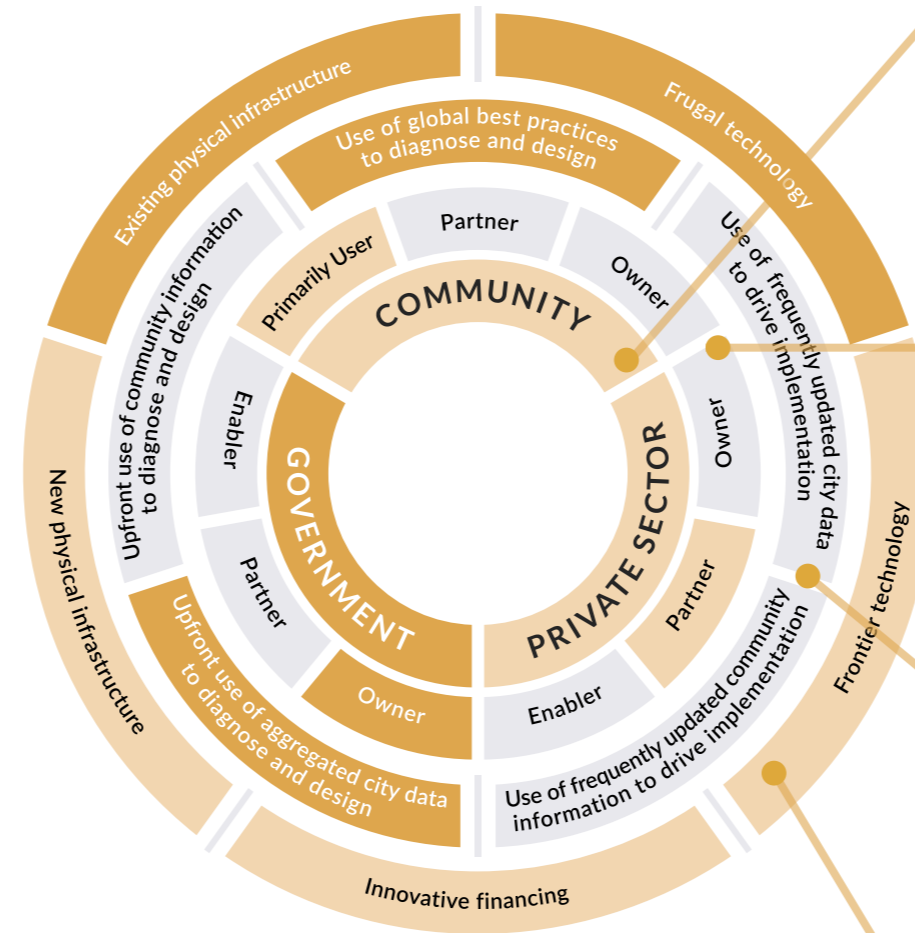 Existing physical infrastructure
Frugal technology
Use of global best practices
to diagnose and design
Upfront use of community information
to diagnose and design
Use of frequently updated city data
to drive implementation
Primarily User
Partner
Owner
COMMUNITY
Enabler
Partner
Owner
GOVERNMENT
Owner
Partner
Enabler
PRIVATE SECTOR
New physical infrastructure
Frontier technology
Upfront use of aggregated city data
to diagnose and design
Use of frequently updated community
information to drive implementation
Innovative financing